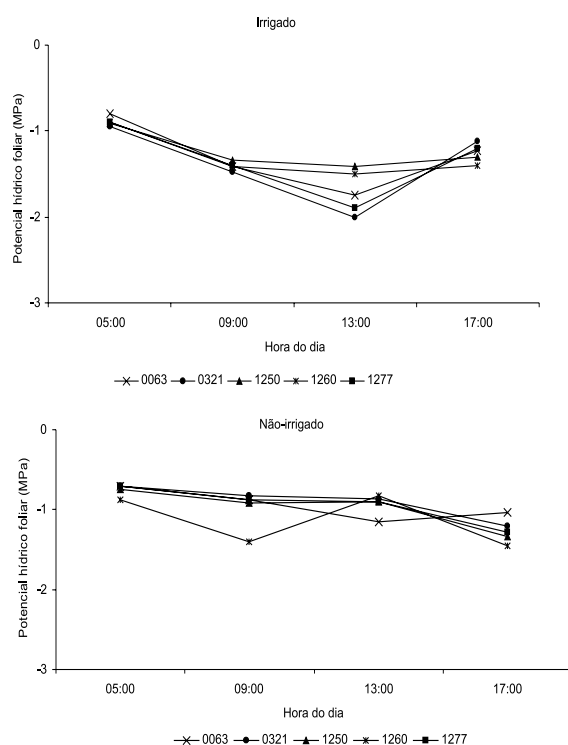 Irrigado
0
-1
-2
-3
Potencial hídrico foliar (MPa)
05:00 09:00 13:00 17:00
Hora do dia
0063 0321 1250 1260 1277
Não-irrigado
0
-1
-2
-3
Potencial hídrico foliar (MPa)
05:00 09:00 13:00 17:00
Hora do dia
0063 0321 1250 1260 1277